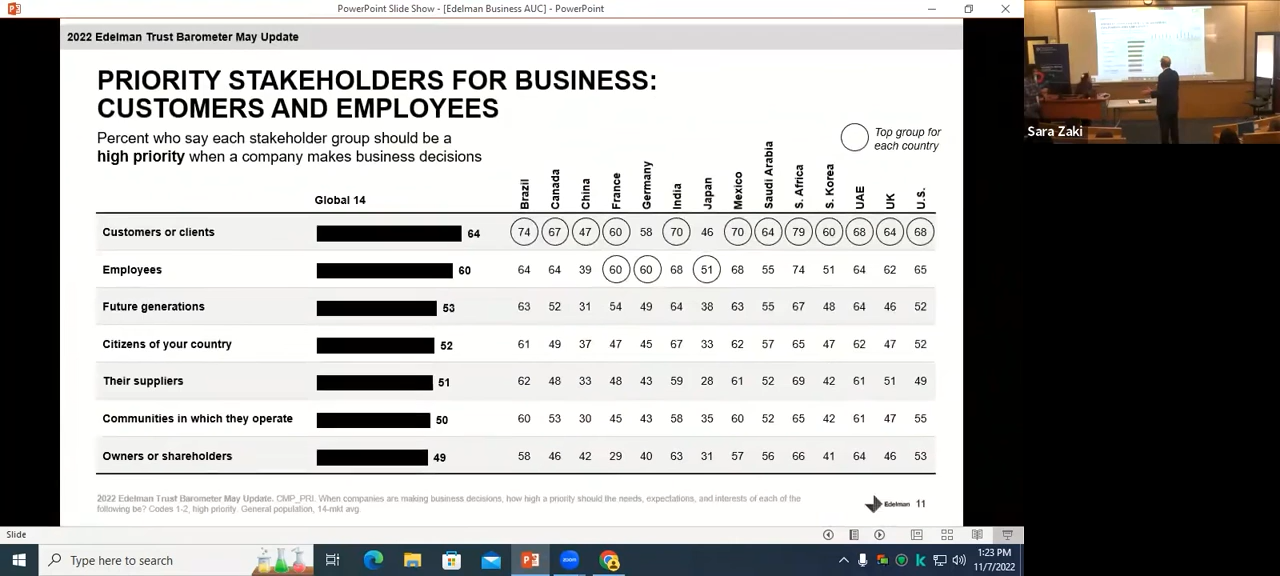 PowerPoint Slide Show - [Edelman Business AUC] - PowerPoint
2022 Edelman Trust Barometer May Update
PRIORITY STAKEHOLDERS FOR BUSINESS:
CUSTOMERS AND EMPLOYEES
Percent who say each stakeholder group should be a
high priority when a company makes business decisions
Top group for
each country
Global 14 Brazil Canada China France Germany India Japan Mexico Saudi Arabia S. Africa S. Korea UAE UK U.S.
Customers or clients 64 74 67 47 60 58 70 46 70 64 79 60 68 64 68
Employees 60 64 64 39 60 60 68 51 68 55 74 51 64 62 65
Future generations 53 63 52 31 54 49 64 38 63 55 67 48 64 46 52
Citizens of your country 52 61 49 37 47 45 67 33 62 57 65 47 62 47 52
Their suppliers 51 62 48 33 48 43 59 28 61 52 69 42 61 51 49
Communities in which they operate 50 60 53 30 45 43 58 35 60 52 65 42 61 47 55
Owners or shareholders 49 58 46 42 29 40 63 31 57 56 66 41 64 46 53
2022 Edelman Trust Barometer May Update. CMP_PRI. When companies are making business decisions, how high a priority should the needs, expectations, and interests of each of the
following be? Codes 1-2, high priority. General population, 14-mkt avg.
Edelman 11
Sara Zaki
Slide
Type here to search
zoom
1:23 PM
11/7/2022